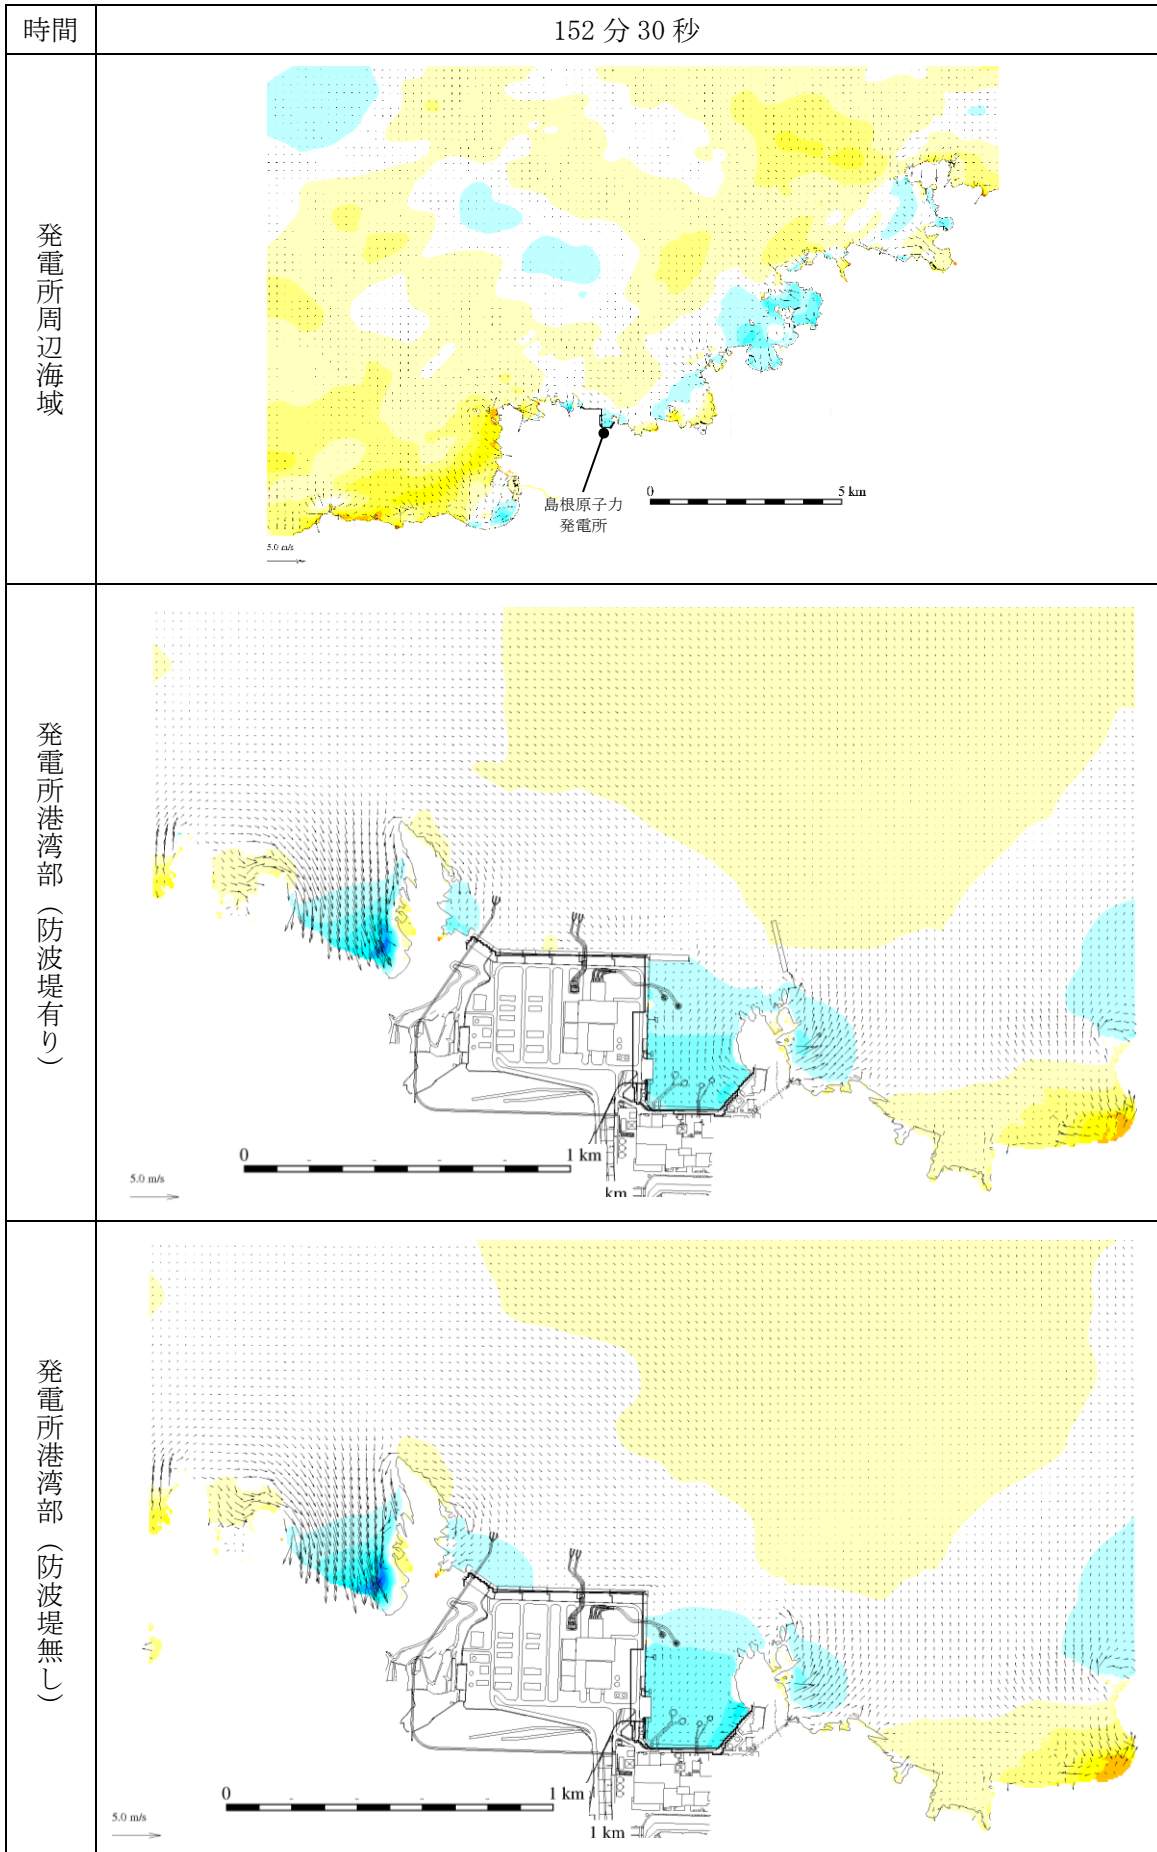 時間
152 分 30 秒
発電所周辺海域
島根原子力
発電所
0
5 km
5.0 m/s
発電所港湾部（防波堤有り）
0
1 km
5.0 m/s
km
発電所港湾部（防波堤無し）
0
1 km
5.0 m/s
1 km